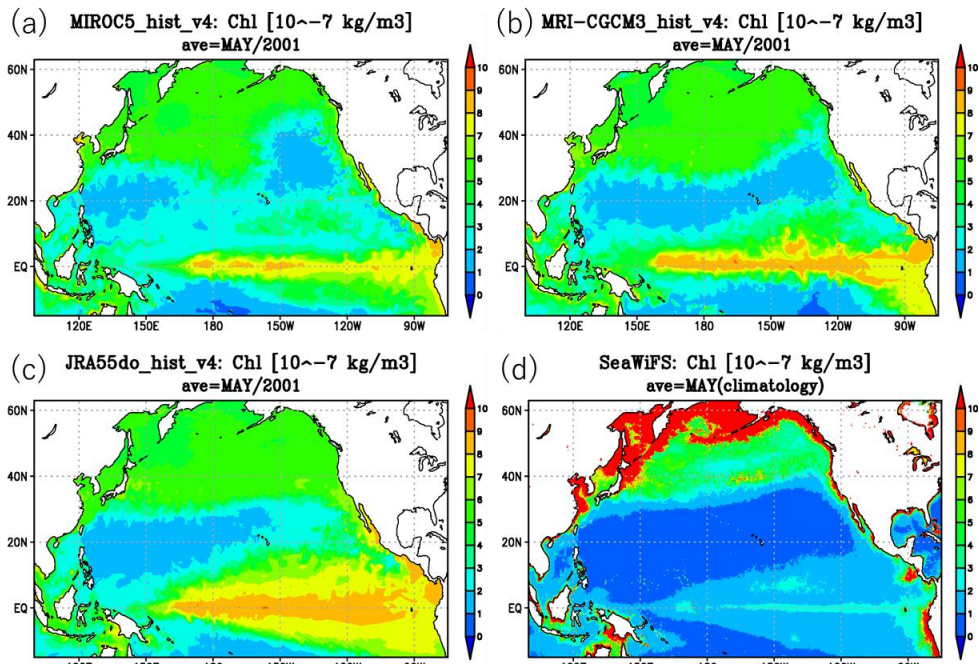 (a)
MIROC5_hist_v4: Chl [10^-7 kg/m3]
ave=MAY/2001
60N
40N
20N
EQ
120E 150E 180 150W 120W 90W
10
9
8
7
6
5
4
3
2
1
0
(b)
MRI-CGCM3_hist_v4: Chl [10^-7 kg/m3]
ave=MAY/2001
60N
40N
20N
EQ
120E 150E 180 150W 120W 90W
10
9
8
7
6
5
4
3
2
1
0
(c)
JRA55do_hist_v4: Chl [10^-7 kg/m3]
ave=MAY/2001
60N
40N
20N
EQ
10
9
8
7
6
5
4
3
2
1
0
(d)
SeaWiFS: Chl [10^-7 kg/m3]
ave=MAY(climatology)
60N
40N
20N
EQ
10
9
8
7
6
5
4
3
2
1
0